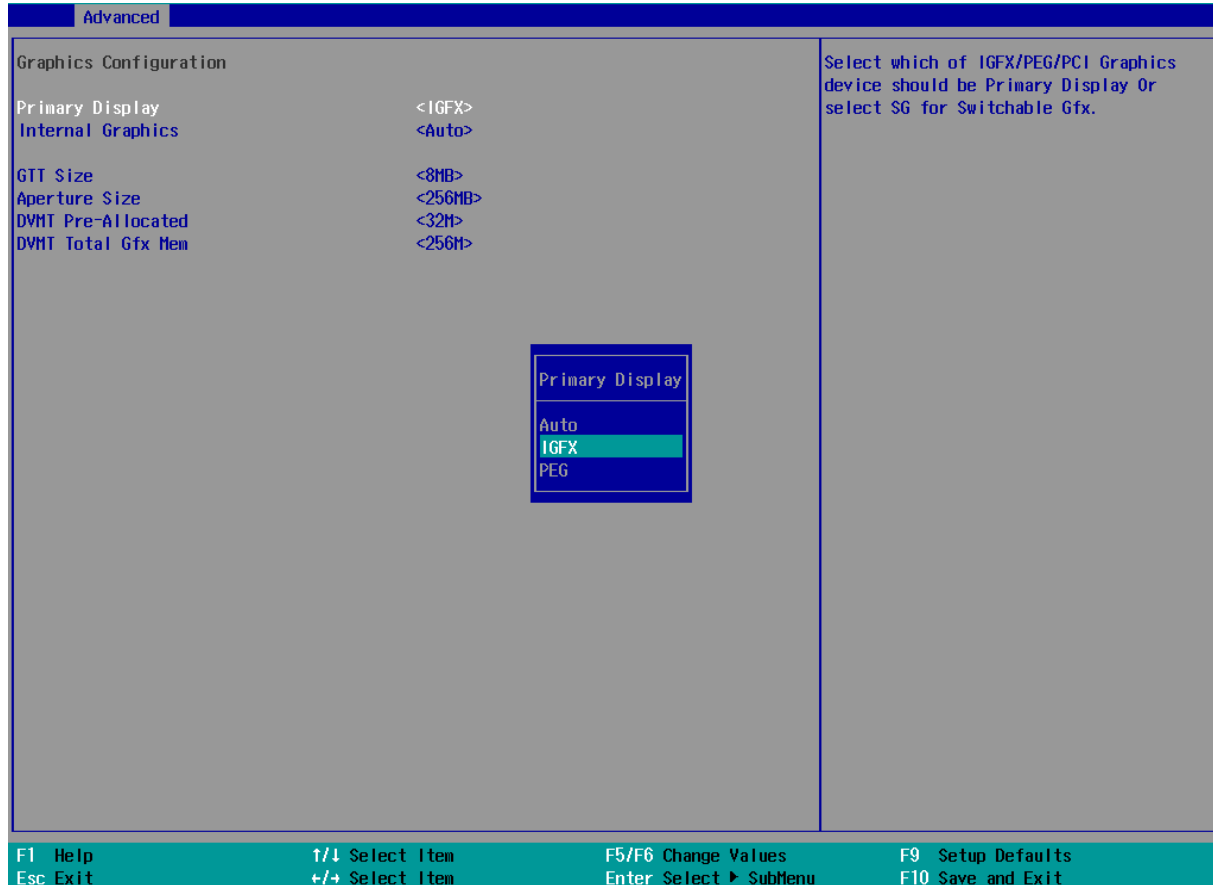 Advanced
Graphics Configuration
Primary Display <IGFX>
Internal Graphics <Auto>
GTT Size <8MB>
Aperture Size <256MB>
DVMT Pre-Allocated <32M>
DVMT Total Gfx Mem <256M>
Select which of IGFX/PEG/PCI Graphics
device should be Primary Display Or
select SG for Switchable Gfx.
Primary Display
Auto
IGFX
PEG
F1 Help ↑/↓ Select Item F5/F6 Change Values F9 Setup Defaults
Esc Exit ←/→ Select Item Enter Select ▶ SubMenu F10 Save and Exit